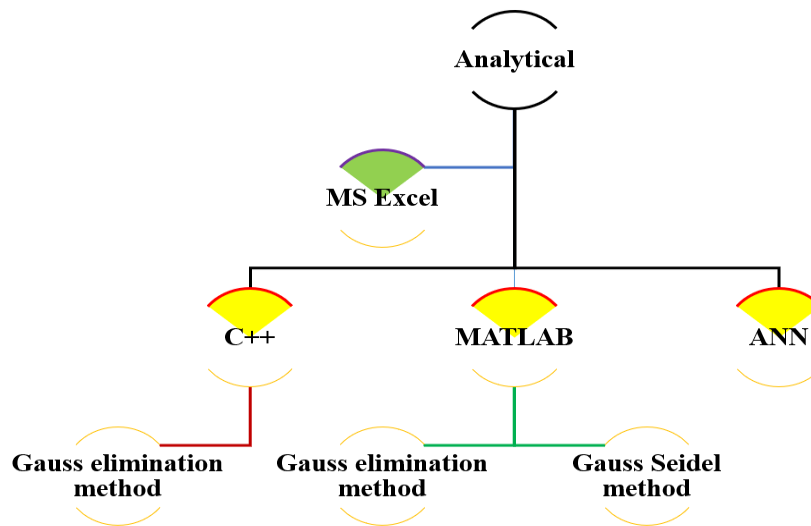 Analytical
MS Excel
C++
MATLAB
ANN
Gauss elimination
method
Gauss elimination
method
Gauss Seidel
method